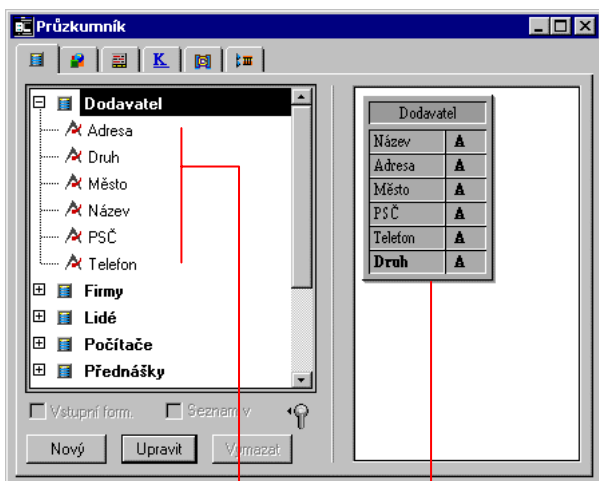 Průzkumník
K
Dodavatel
Adresa
Druh
Město
Název
PSČ
Telefon
Firmy
Lidé
Počítače
Přednášky
Vstupní form.
Seznam v
Nový
Upravit
Vymazat
Dodavatel
Název A
Adresa A
Město A
PSČ A
Telefon A
Druh A